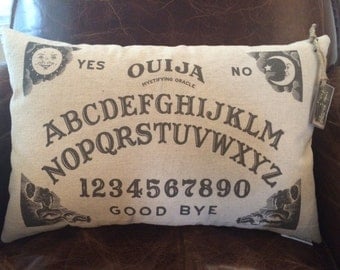 YES OUIJA NO
MYSTIFYING ORACLE
ABCDEFGHIJKLM
NOPQRSTUVWXYZ
1234567890
GOOD BYE